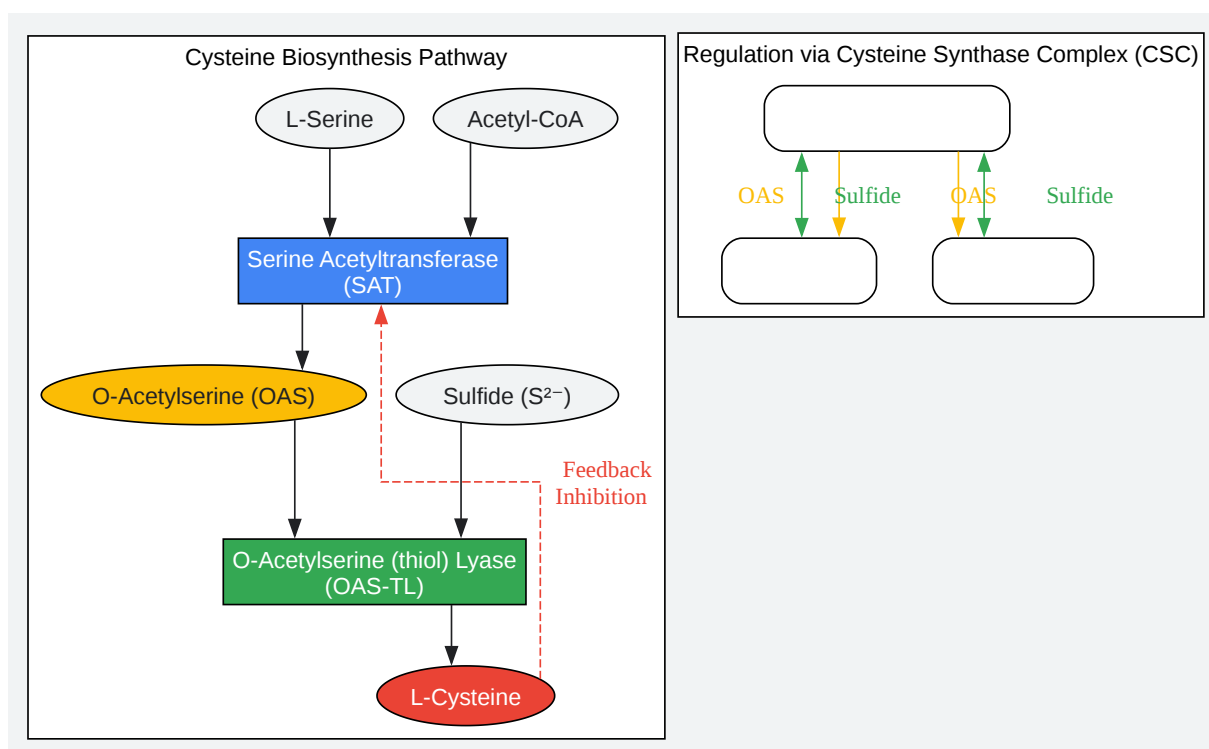 Cysteine Biosynthesis Pathway
L-Serine
Acetyl-CoA
Serine Acetyltransferase
(SAT)
O-Acetylserine (OAS)
Sulfide (S²⁻)
Feedback
Inhibition
O-Acetylserine (thiol) Lyase
(OAS-TL)
L-Cysteine
Regulation via Cysteine Synthase Complex (CSC)
OAS
Sulfide
OAS
Sulfide